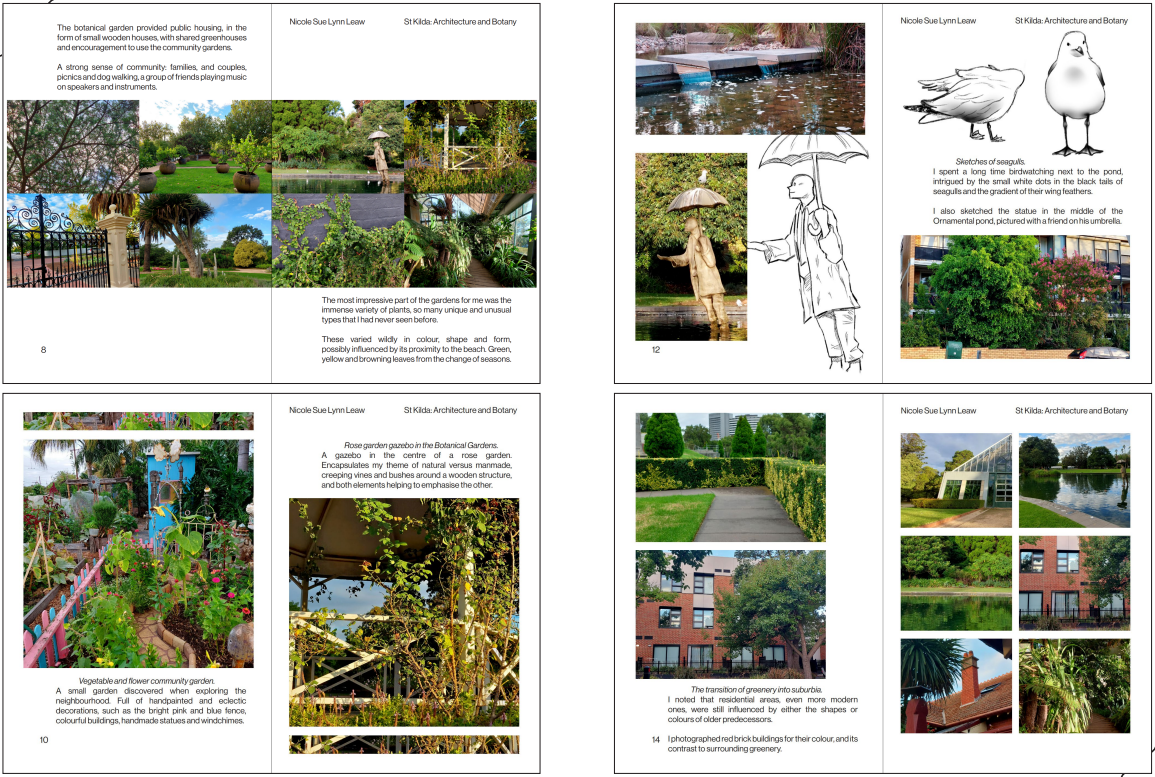 The botanical garden provided public housing, in the
form of small wooden houses, with shared greenhouses
and encouragement to use the community gardens.
A strong sense of community: families, and couples,
picnics and dog walking, a group of friends playing music
on speakers and instruments.
8
Nicole Sue Lynn Leaw
St Kilda: Architecture and Botany
The most impressive part of the gardens for me was the
immense variety of plants, so many unique and unusual
types that I had never seen before.
These varied wildly in colour, shape and form,
possibly influenced by its proximity to the beach. Green,
yellow and browning leaves from the change of seasons.
12
Nicole Sue Lynn Leaw
St Kilda: Architecture and Botany
Sketches of seagulls.
I spent a long time birdwatching next to the pond,
intrigued by the small white dots in the black tails of
seagulls and the gradient of their wing feathers.
I also sketched the statue in the middle of the
Ornamental pond, pictured with a friend on his umbrella.
Vegetable and flower community garden.
A small garden discovered when exploring the
neighbourhood. Full of handpainted and eclectic
decorations, such as the bright pink and blue fence,
colourful buildings, handmade statues and windchimes.
10
Nicole Sue Lynn Leaw
St Kilda: Architecture and Botany
Rose garden gazebo in the Botanical Gardens.
A gazebo in the centre of a rose garden.
Encapsulates my theme of natural versus manmade,
creeping vines and bushes around a wooden structure,
and both elements helping to emphasise the other.
The transition of greenery into suburbia.
I noted that residential areas, even more modern
ones, were still influenced by either the shapes or
colours of older predecessors.
14
I photographed red brick buildings for their colour, and its
contrast to surrounding greenery.
Nicole Sue Lynn Leaw
St Kilda: Architecture and Botany